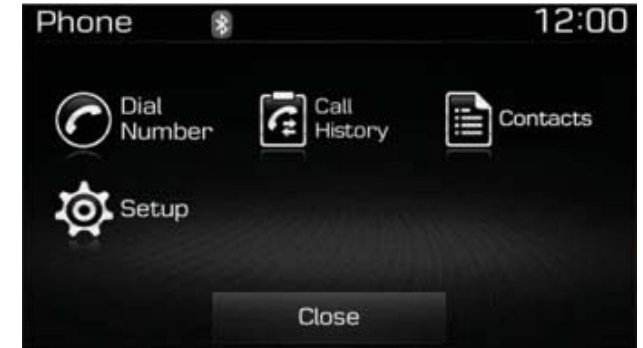 Phone 12:00
Dial Number
Call History
Contacts
Setup
Close